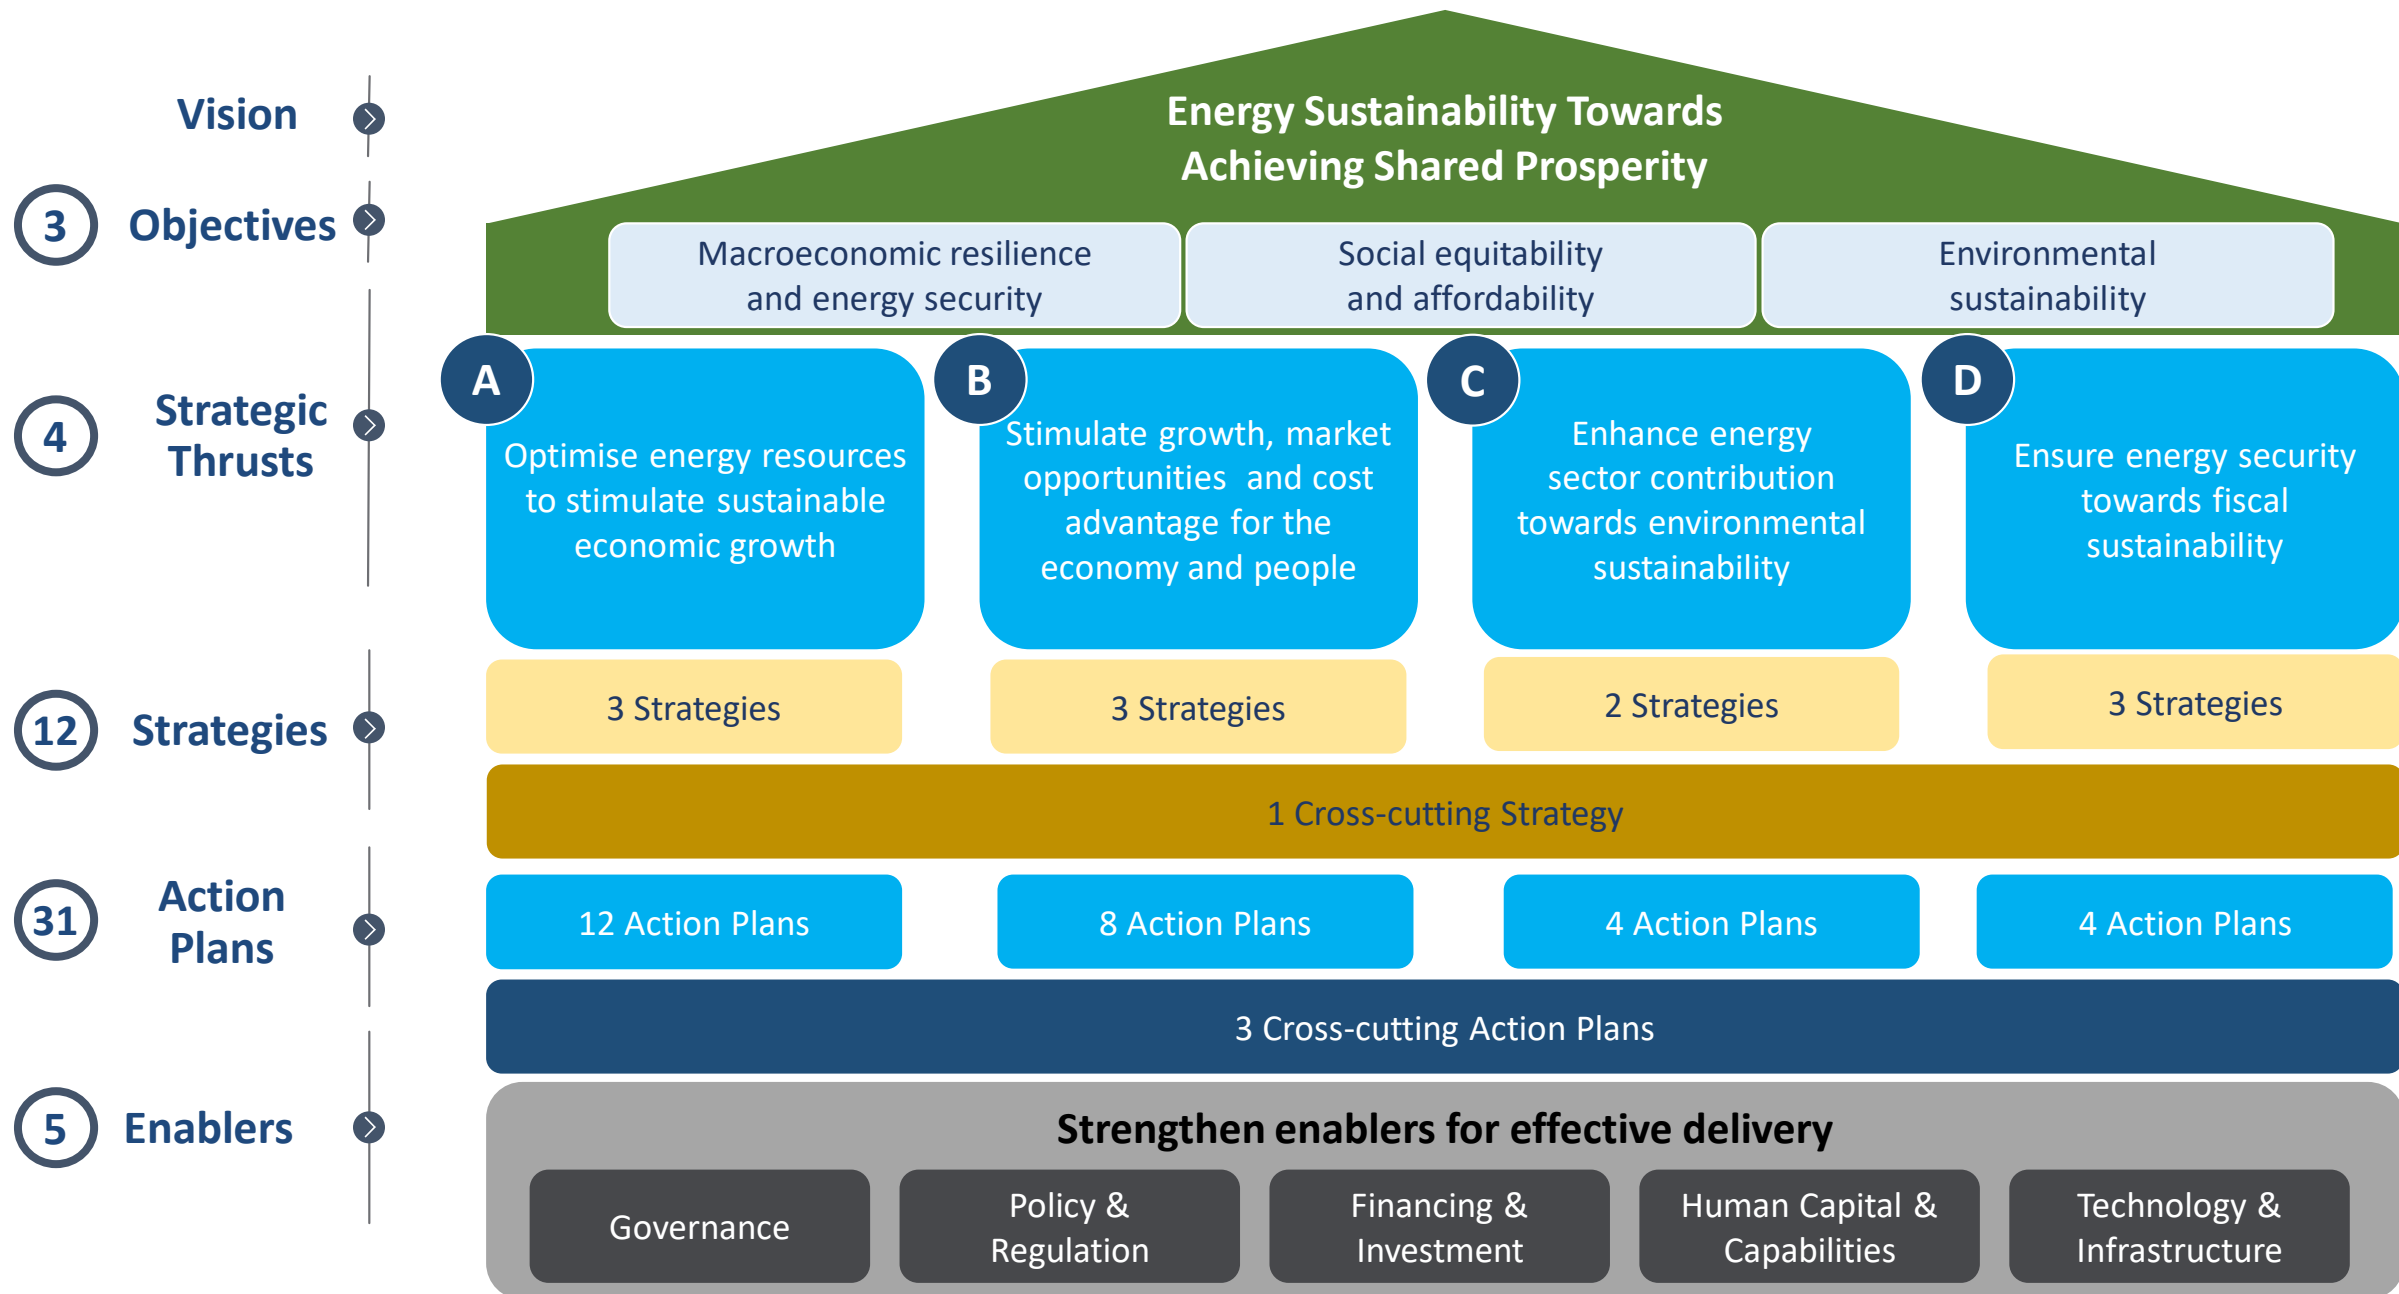 Vision
Energy Sustainability Towards
Achieving Shared Prosperity
3
Objectives
Macroeconomic resilience
and energy security
Social equitability
and affordability
Environmental
sustainability
4
Strategic
Thrusts
A
Optimise energy resources
to stimulate sustainable
economic growth
B
Stimulate growth, market
opportunities and cost
advantage for the
economy and people
C
Enhance energy
sector contribution
towards environmental
sustainability
D
Ensure energy security
towards fiscal
sustainability
12
Strategies
3 Strategies
3 Strategies
2 Strategies
3 Strategies
1 Cross-cutting Strategy
31
Action
Plans
12 Action Plans
8 Action Plans
4 Action Plans
4 Action Plans
3 Cross-cutting Action Plans
5
Enablers
Strengthen enablers for effective delivery
Governance
Policy &
Regulation
Financing &
Investment
Human Capital &
Capabilities
Technology &
Infrastructure